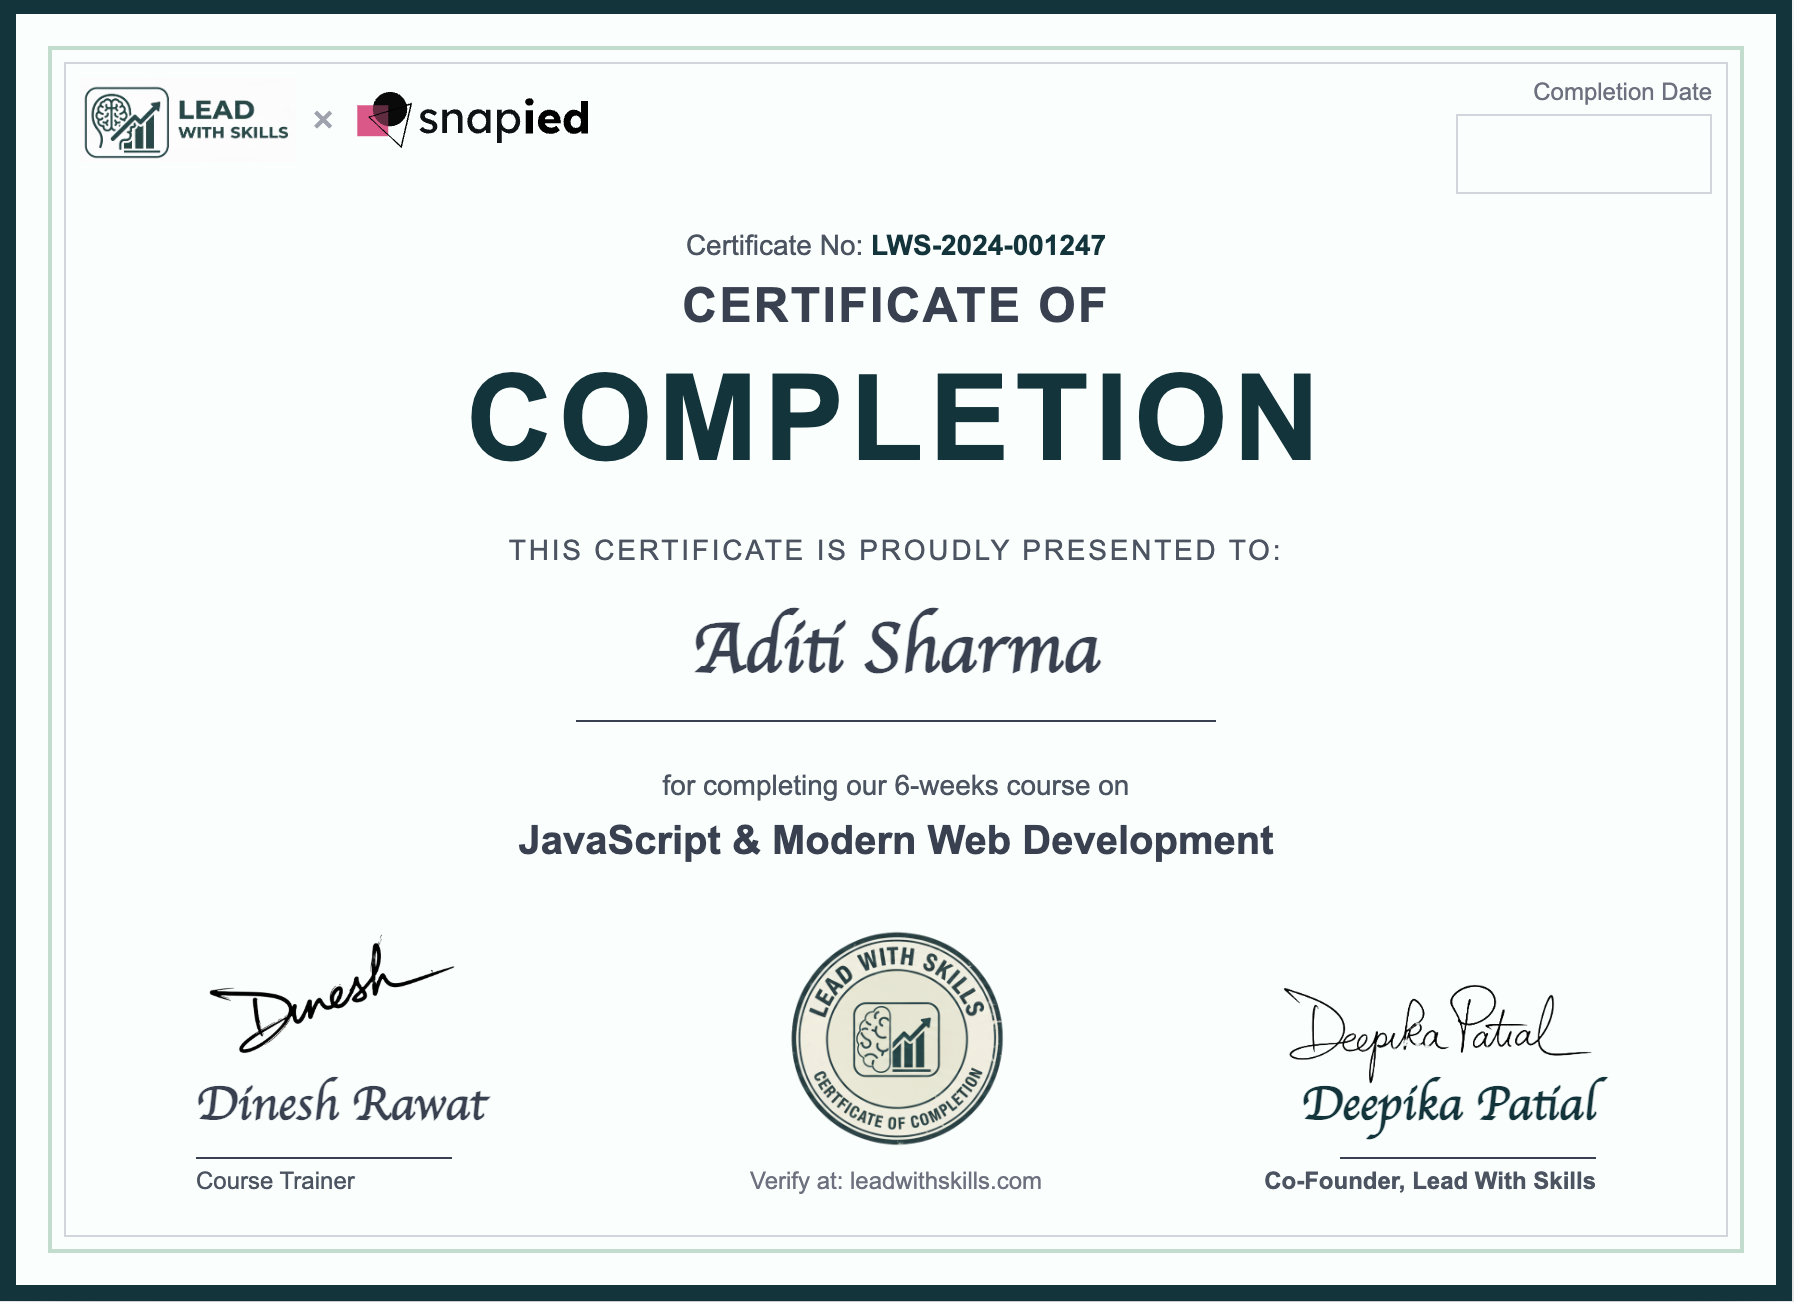 LEAD
WITH SKILLS
×
snapied
Completion Date
Certificate No: LWS-2024-001247
CERTIFICATE OF
COMPLETION
THIS CERTIFICATE IS PROUDLY PRESENTED TO:
Aditi Sharma
for completing our 6-weeks course on
JavaScript & Modern Web Development
Dinesh
Dinesh Rawat
Course Trainer
LEAD WITH SKILLS
CERTFICATE OF COMPLETION
Verify at: leadwithskills.com
Deepika Patial
Deepika Patial
Co-Founder, Lead With Skills